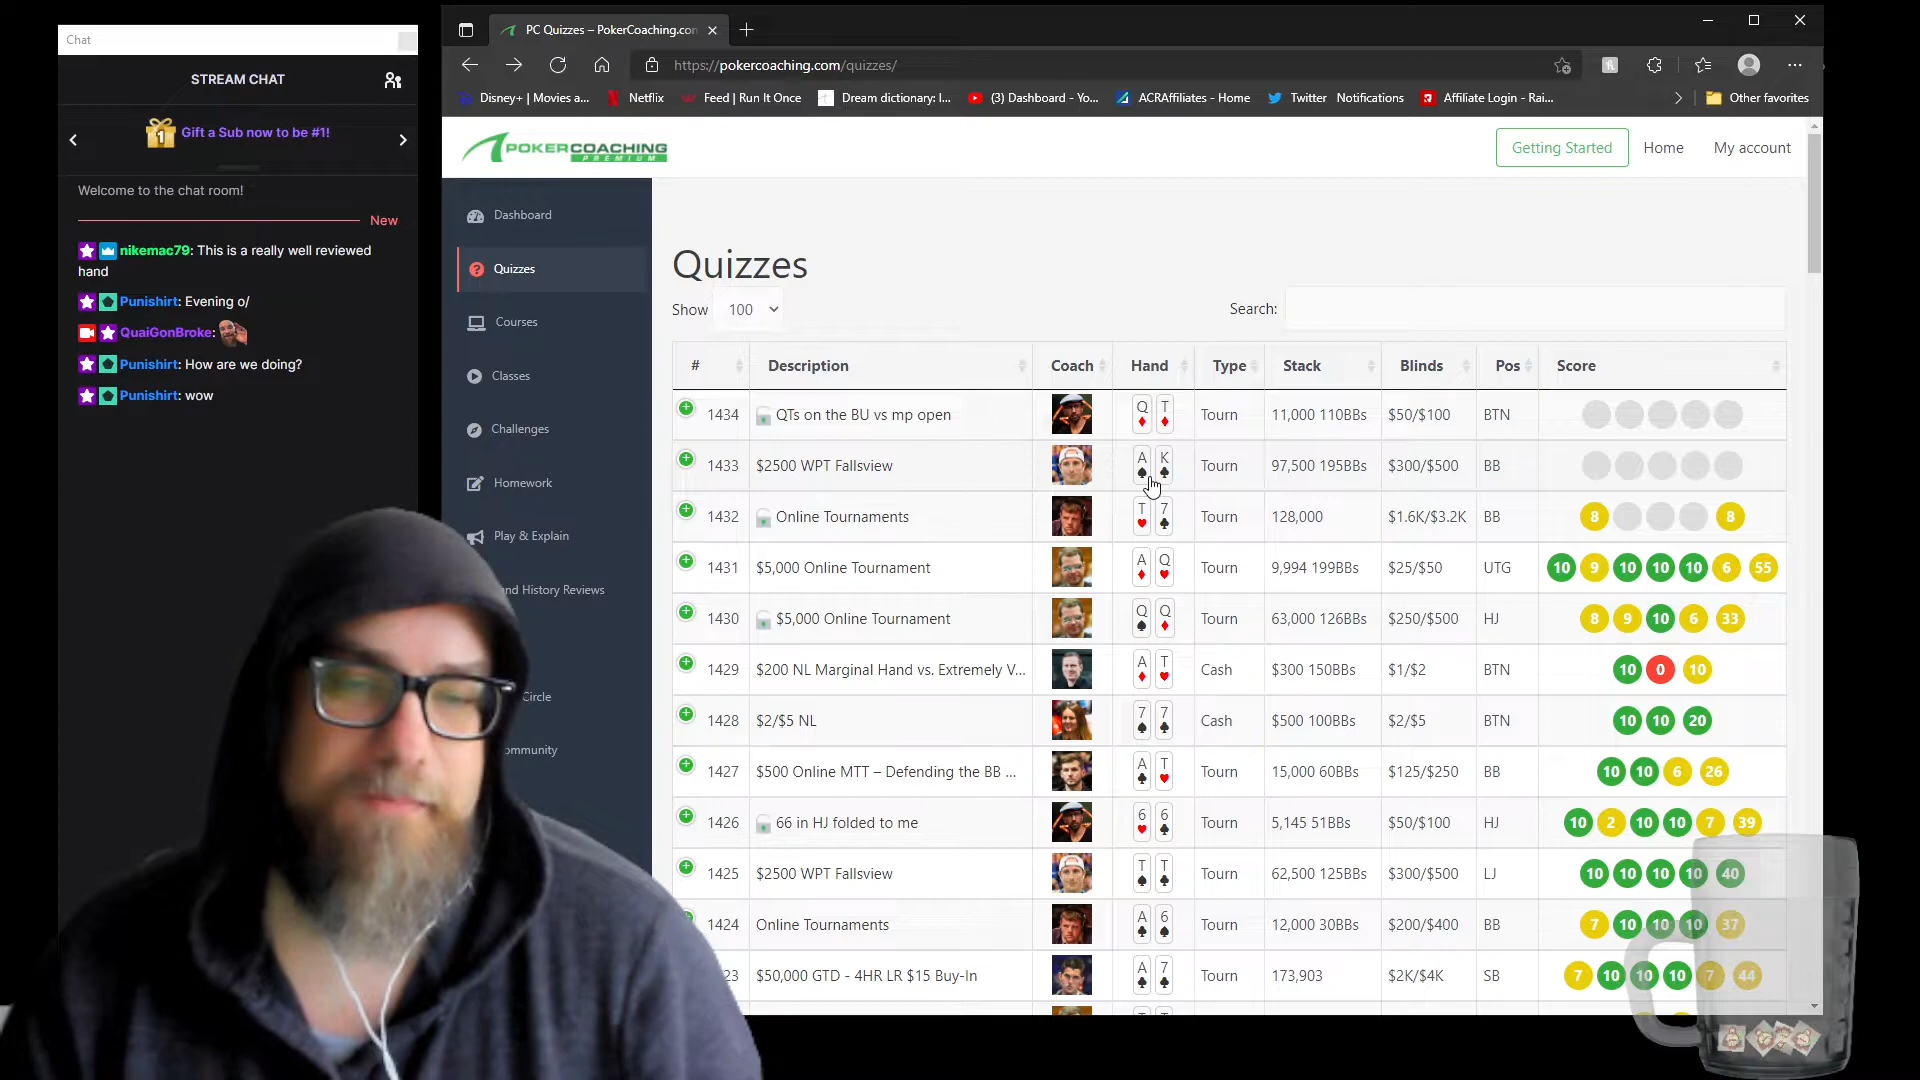 Chat
STREAM CHAT
1 Gift a Sub now to be #1!
Welcome to the chat room!
New
nikemac79: This is a really well reviewed
hand
Punishirt: Evening o/
QuaiGonBroke:
Punishirt: How are we doing?
Punishirt: wow
PC Quizzes – PokerCoaching.con
https://pokercoaching.com/quizzes/
Disney+ | Movies a...
Netflix
Feed | Run It Once
Dream dictionary: l...
(3) Dashboard - Yo...
ACRAffiliates - Home
Twitter
Notifications
Affiliate Login - Rai...
Other favorites
POKERCOACHING
PREMIUM
Getting Started
Home
My account
Dashboard
Quizzes
Courses
Classes
Challenges
Homework
Play & Explain
nd History Reviews
Circle
ommunity
Quizzes
Show 100
Search:
# Description Coach Hand Type Stack Blinds Pos Score
1434 QTs on the BU vs mp open Q T Tourn 11,000 110BBs $50/$100 BTN
1433 $2500 WPT Fallsview A K Tourn 97,500 195BBs $300/$500 BB
1432 Online Tournaments T 7 Tourn 128,000 $1.6K/$3.2K BB 8 8
1431 $5,000 Online Tournament A Q Tourn 9,994 199BBs $25/$50 UTG 10 9 10 10 10 6 55
1430 $5,000 Online Tournament Q Q Tourn 63,000 126BBs $250/$500 HJ 8 9 10 6 33
1429 $200 NL Marginal Hand vs. Extremely V... A T Cash $300 150BBs $1/$2 BTN 10 0 10
1428 $2/$5 NL 7 7 Cash $500 100BBs $2/$5 BTN 10 10 20
1427 $500 Online MTT – Defending the BB ... A T Tourn 15,000 60BBs $125/$250 BB 10 10 6 26
1426 66 in HJ folded to me 6 6 Tourn 5,145 51BBs $50/$100 HJ 10 2 10 10 7 39
1425 $2500 WPT Fallsview T T Tourn 62,500 125BBs $300/$500 LJ 10 10 10 10 40
1424 Online Tournaments A 6 Tourn 12,000 30BBs $200/$400 BB 7 10 10 10 37
23 $50,000 GTD - 4HR LR $15 Buy-In A 7 Tourn 173,903 $2K/$4K SB 7 10 10 10 7 44